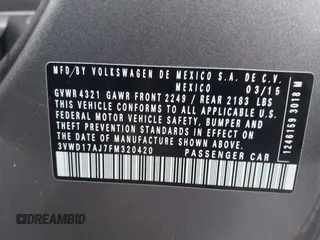 MFD BY VOLKSWAGEN DE MEXICO S.A. DE C.V.
MEXICO 03/15
GVWR 4321 GAWR FRONT 2249 / REAR 2183 LBS
THIS VEHICLE CONFORMS TO ALL APPLICABLE U.S.
FEDERAL MOTOR VEHICLE SAFETY, BUMPER AND
THEFT PREVENTION STANDARDS IN EFFECT ON THE
DATE OF MANUFACTURE SHOWN ABOVE.
3VWD17AJ7FM320420
PASSENGER CAR
1246159 3018 M
DREAMBID